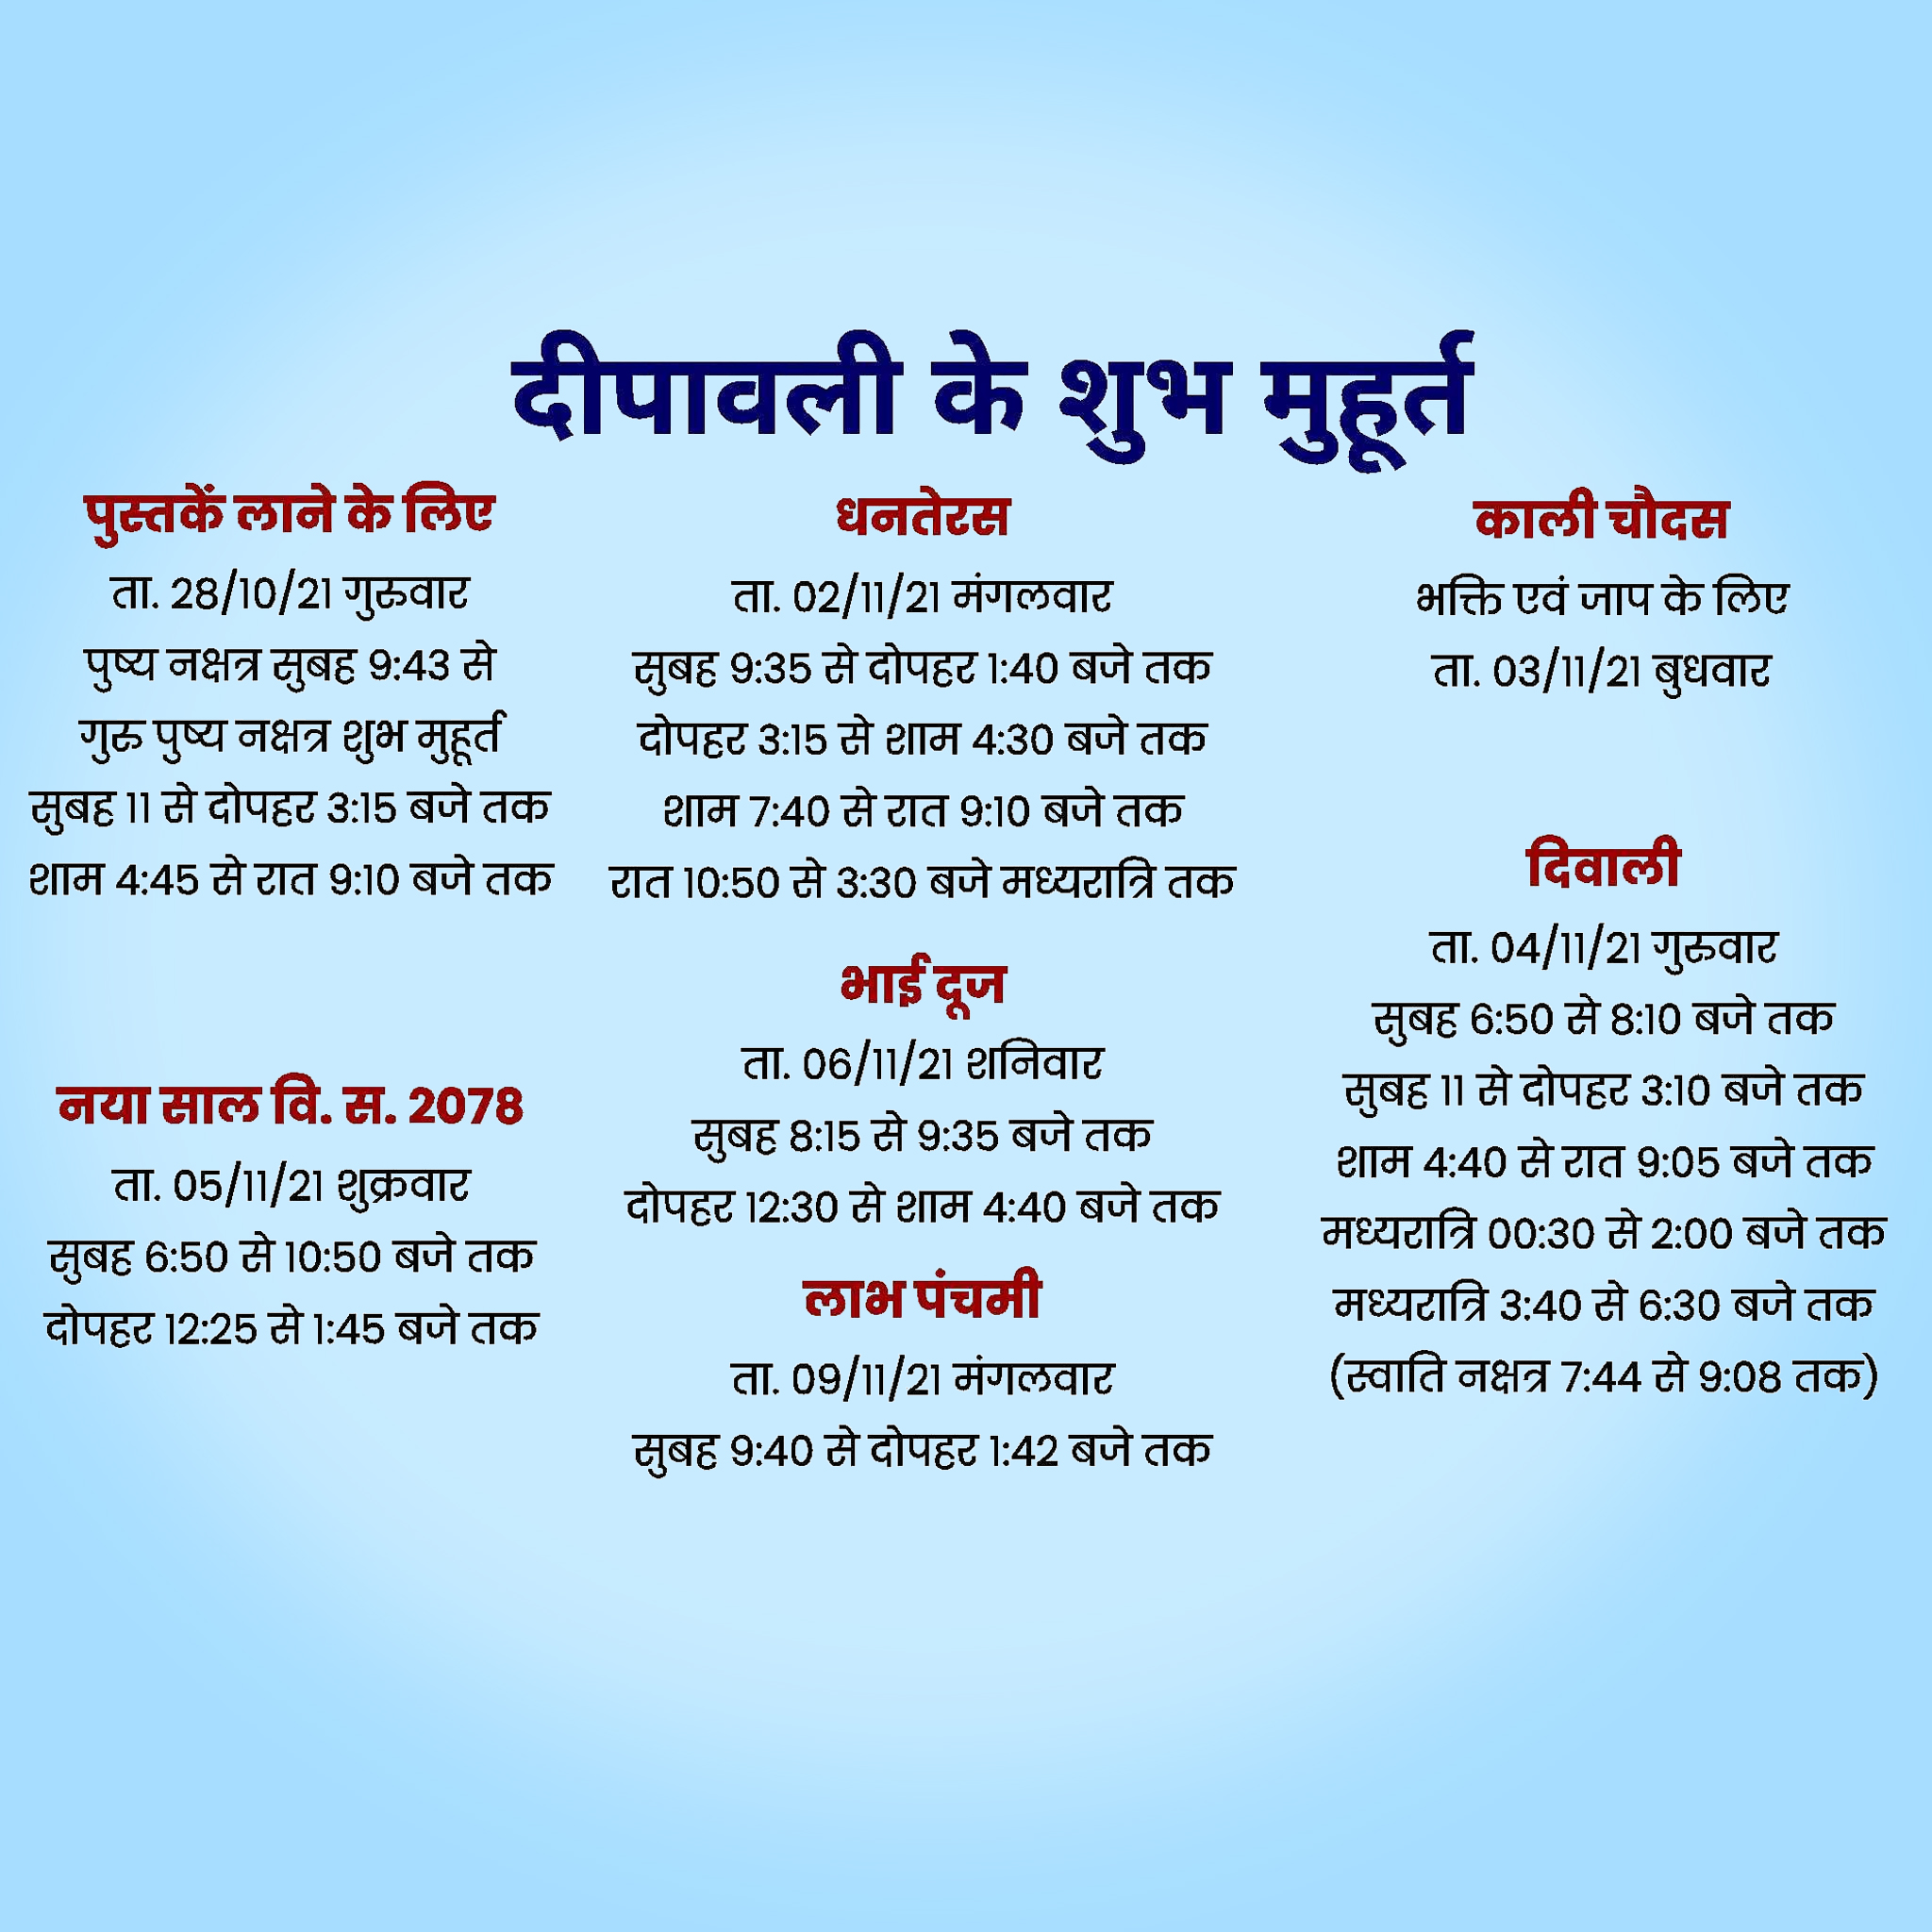 दीपावली के शुभ मुहूर्त
पुस्तकें लाने के लिए
ता. 28/10/21 गुरुवार
पुष्य नक्षत्र सुबह 9:43 से
गुरु पुष्य नक्षत्र शुभ मुहूर्त
सुबह 11 से दोपहर 3:15 बजे तक
शाम 4:45 से रात 9:10 बजे तक
धनतेरस
ता. 02/11/21 मंगलवार
सुबह 9:35 से दोपहर 1:40 बजे तक
दोपहर 3:15 से शाम 4:30 बजे तक
शाम 7:40 से रात 9:10 बजे तक
रात 10:50 से 3:30 बजे मध्यरात्रि तक
काली चौदस
भक्ति एवं जाप के लिए
ता. 03/11/21 बुधवार
दिवाली
ता. 04/11/21 गुरुवार
सुबह 6:50 से 8:10 बजे तक
सुबह 11 से दोपहर 3:10 बजे तक
शाम 4:40 से रात 9:05 बजे तक
मध्यरात्रि 00:30 से 2:00 बजे तक
मध्यरात्रि 3:40 से 6:30 बजे तक
(स्वाति नक्षत्र 7:44 से 9:08 तक)
नया साल वि. स. 2078
ता. 05/11/21 शुक्रवार
सुबह 6:50 से 10:50 बजे तक
दोपहर 12:25 से 1:45 बजे तक
भाई दूज
ता. 06/11/21 शनिवार
सुबह 8:15 से 9:35 बजे तक
दोपहर 12:30 से शाम 4:40 बजे तक
लाभ पंचमी
ता. 09/11/21 मंगलवार
सुबह 9:40 से दोपहर 1:42 बजे तक